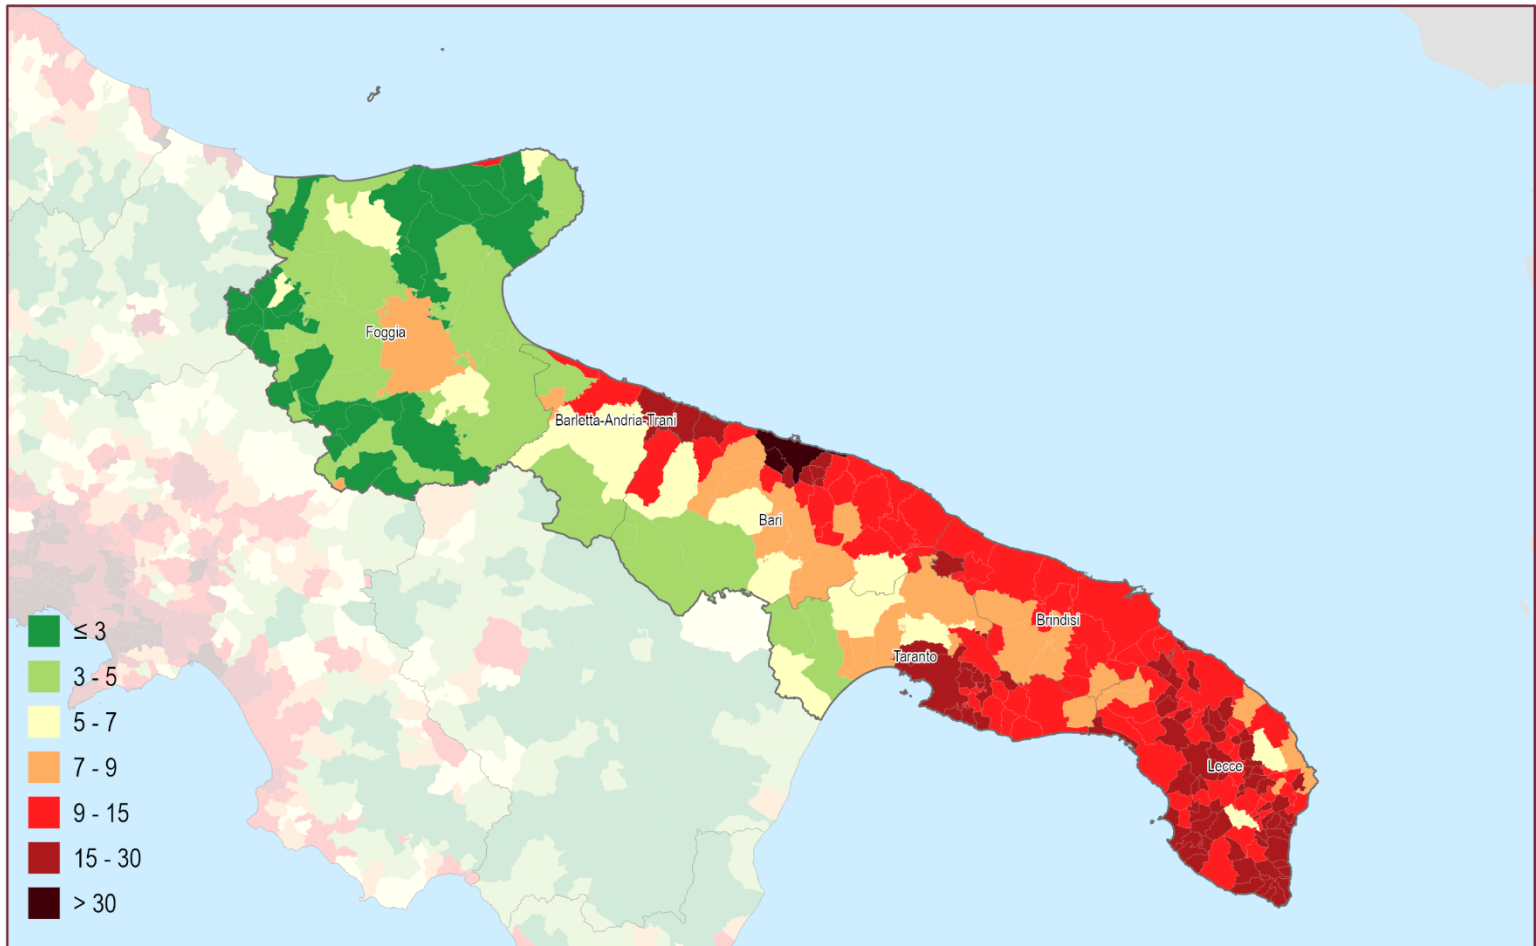 Foggia
Barletta-Andria-Trani
Bari
Brindisi
Taranto
Lecce
≤ 3
3 - 5
5 - 7
7 - 9
9 - 15
15 - 30
> 30